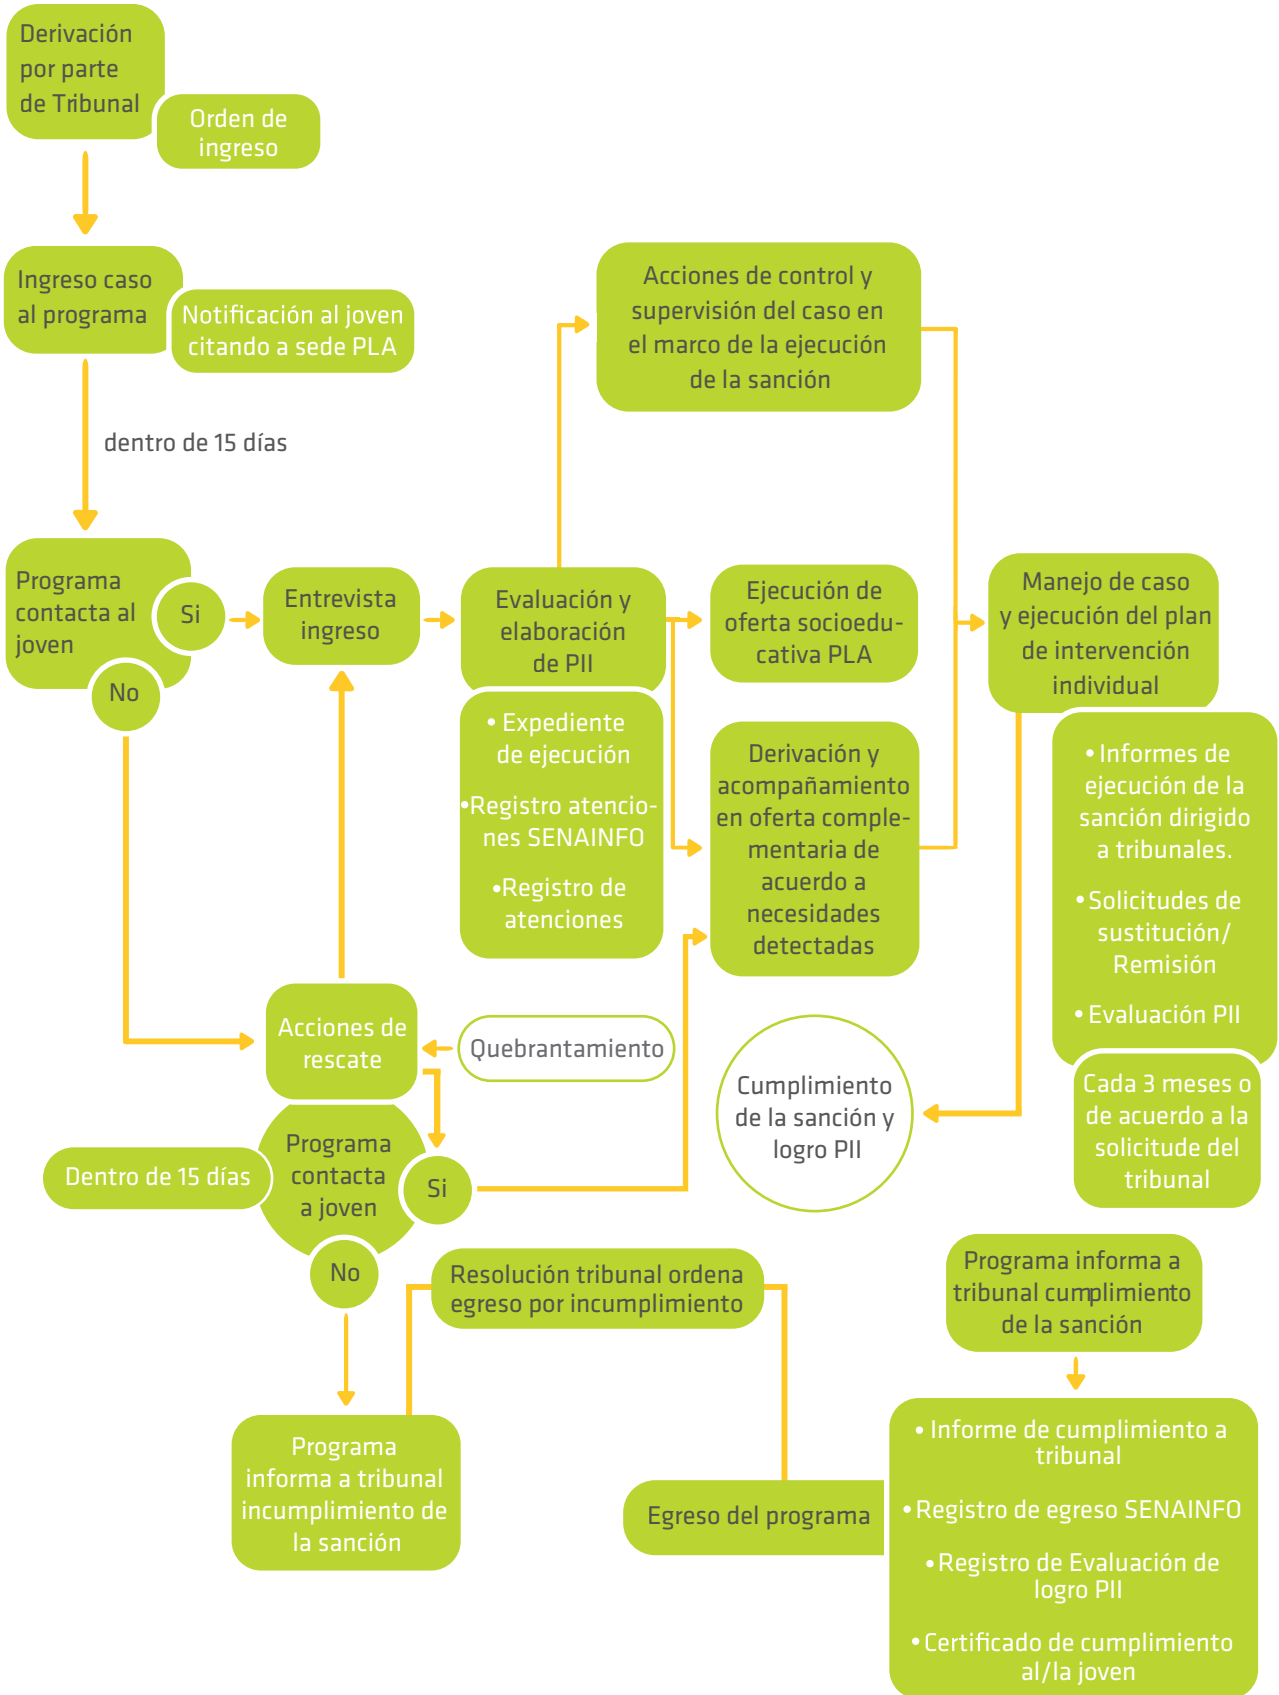 Derivación
por parte
de Tribunal
Orden de
ingreso
Ingreso caso
al programa
Notificación al joven
citando a sede PLA
dentro de 15 días
Programa
contacta al
joven
Si
No
Entrevista
ingreso
Evaluación y
elaboración
de PII
• Expediente
de ejecución
•Registro atencio-
nes SENAINFO
•Registro de
atenciones
Acciones de control y
supervisión del caso en
el marco de la ejecución
de la sanción
Ejecución de
oferta socioedu-
cativa PLA
Derivación y
acompañamiento
en oferta comple-
mentaria de
acuerdo a
necesidades
detectadas
Manejo de caso
y ejecución del plan
de intervención
individual
• Informes de
ejecución de la
sanción dirigido
a tribunales.
• Solicitudes de
sustitución/
Remisión
• Evaluación PII
Cada 3 meses o
de acuerdo a la
solicitude del
tribunal
Acciones de
rescate
Quebrantamiento
Cumplimiento
de la sanción y
logro PII
Dentro de 15 días
Programa
contacta
a joven
Si
No
Resolución tribunal ordena
egreso por incumplimiento
Programa informa a
tribunal cumplimiento
de la sanción
Programa
informa a tribunal
incumplimiento de
la sanción
Egreso del programa
• Informe de cumplimiento a
tribunal
• Registro de egreso SENAINFO
• Registro de Evaluación de
logro PII
• Certificado de cumplimiento
al/la joven